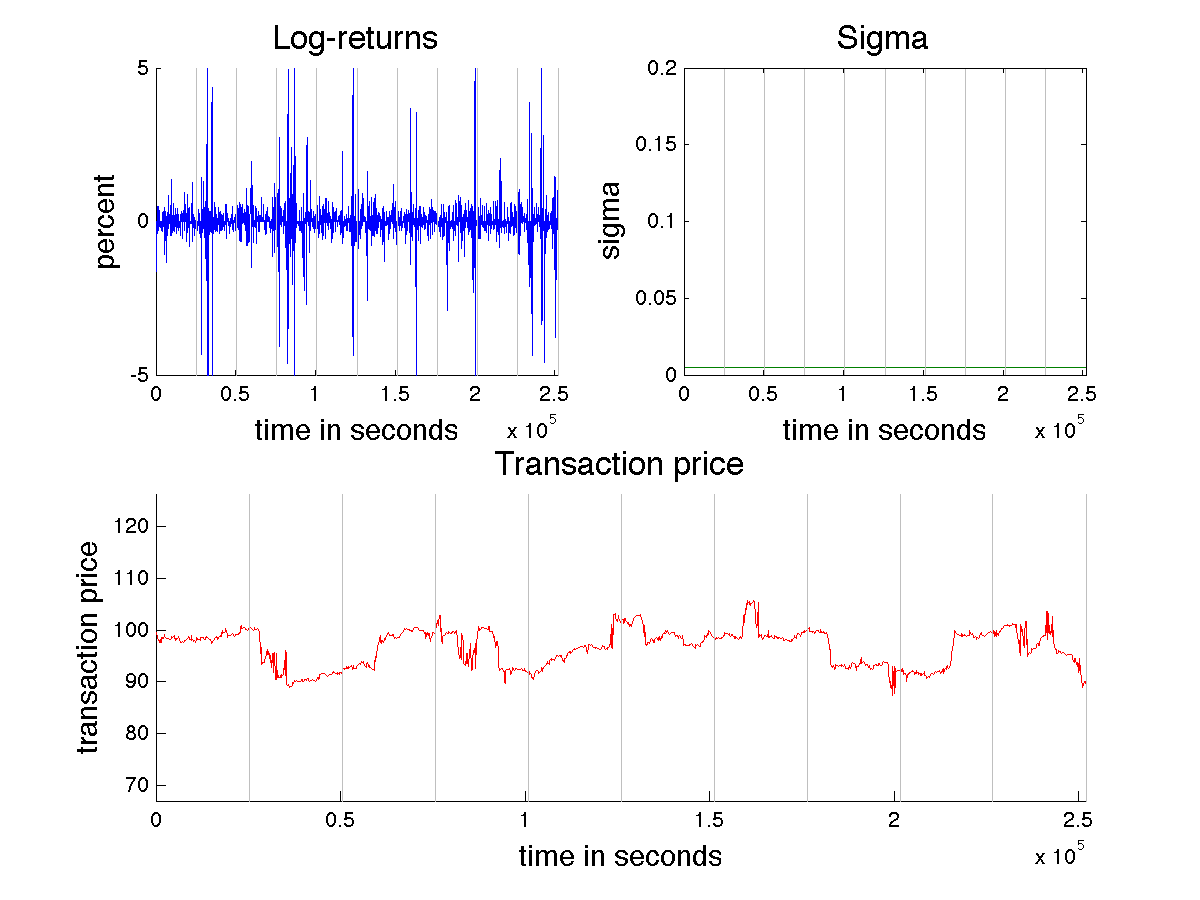 Log-returns
5
0
-5
percent
0 0.5 1 1.5 2 2.5
x 10^5
time in seconds
Sigma
0.2
0.15
0.1
0.05
0
sigma
0 0.5 1 1.5 2 2.5
x 10^5
time in seconds
Transaction price
120
110
100
90
80
70
transaction price
0 0.5 1 1.5 2 2.5
x 10^5
time in seconds